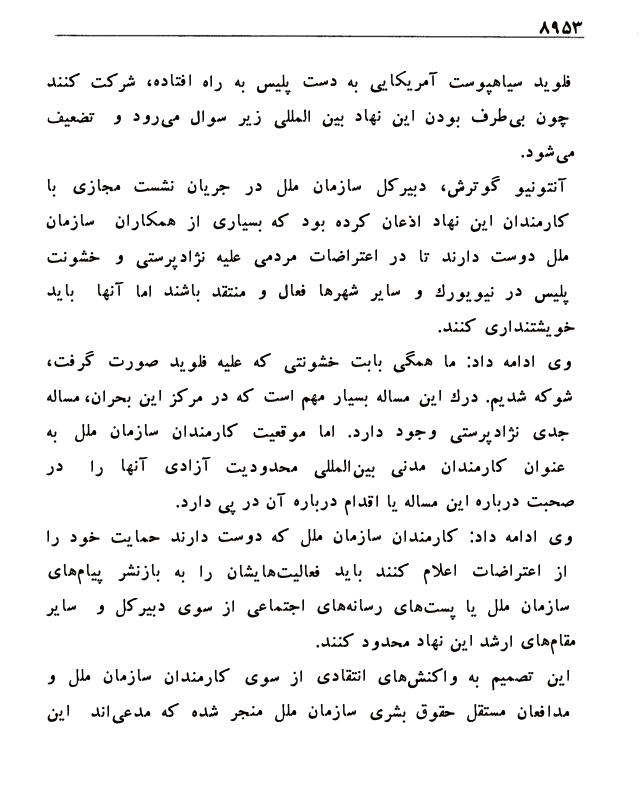 ۸۹۵۳
فلوید سیاهپوست آمریکایی به دست پلیس به راه افتاده، شرکت کنند
چون بی‌طرف بودن این نهاد بین المللی زیر سوال می‌رود و تضعیف
می‌شود.
آنتونیو گوترش، دبیرکل سازمان ملل در جریان نشست مجازی با
کارمندان این نهاد اذعان کرده بود که بسیاری از همکاران سازمان
ملل دوست دارند تا در اعتراضات مردمی علیه نژادپرستی و خشونت
پلیس در نیویورك و سایر شهرها فعال و منتقد باشند اما آنها باید
خویشتنداری کنند.
وی ادامه داد: ما همگی بابت خشونتی که علیه فلوید صورت گرفت،
شوکه شدیم. درك این مساله بسیار مهم است که در مرکز این بحران، مساله
جدی نژادپرستی وجود دارد. اما موقعیت کارمندان سازمان ملل به
عنوان کارمندان مدنی بین‌المللی محدودیت آزادی آنها را در
صحبت درباره این مساله یا اقدام درباره آن در پی دارد.
وی ادامه داد: کارمندان سازمان ملل که دوست دارند حمایت خود را
از اعتراضات اعلام کنند باید فعالیت‌هایشان را به بازنشر پیام‌های
سازمان ملل یا پست‌های رسانه‌های اجتماعی از سوی دبیرکل و سایر
مقام‌های ارشد این نهاد محدود کنند.
این تصمیم به واکنش‌های انتقادی از سوی کارمندان سازمان ملل و
مدافعان مستقل حقوق بشری سازمان ملل منجر شده که مدعی‌اند این